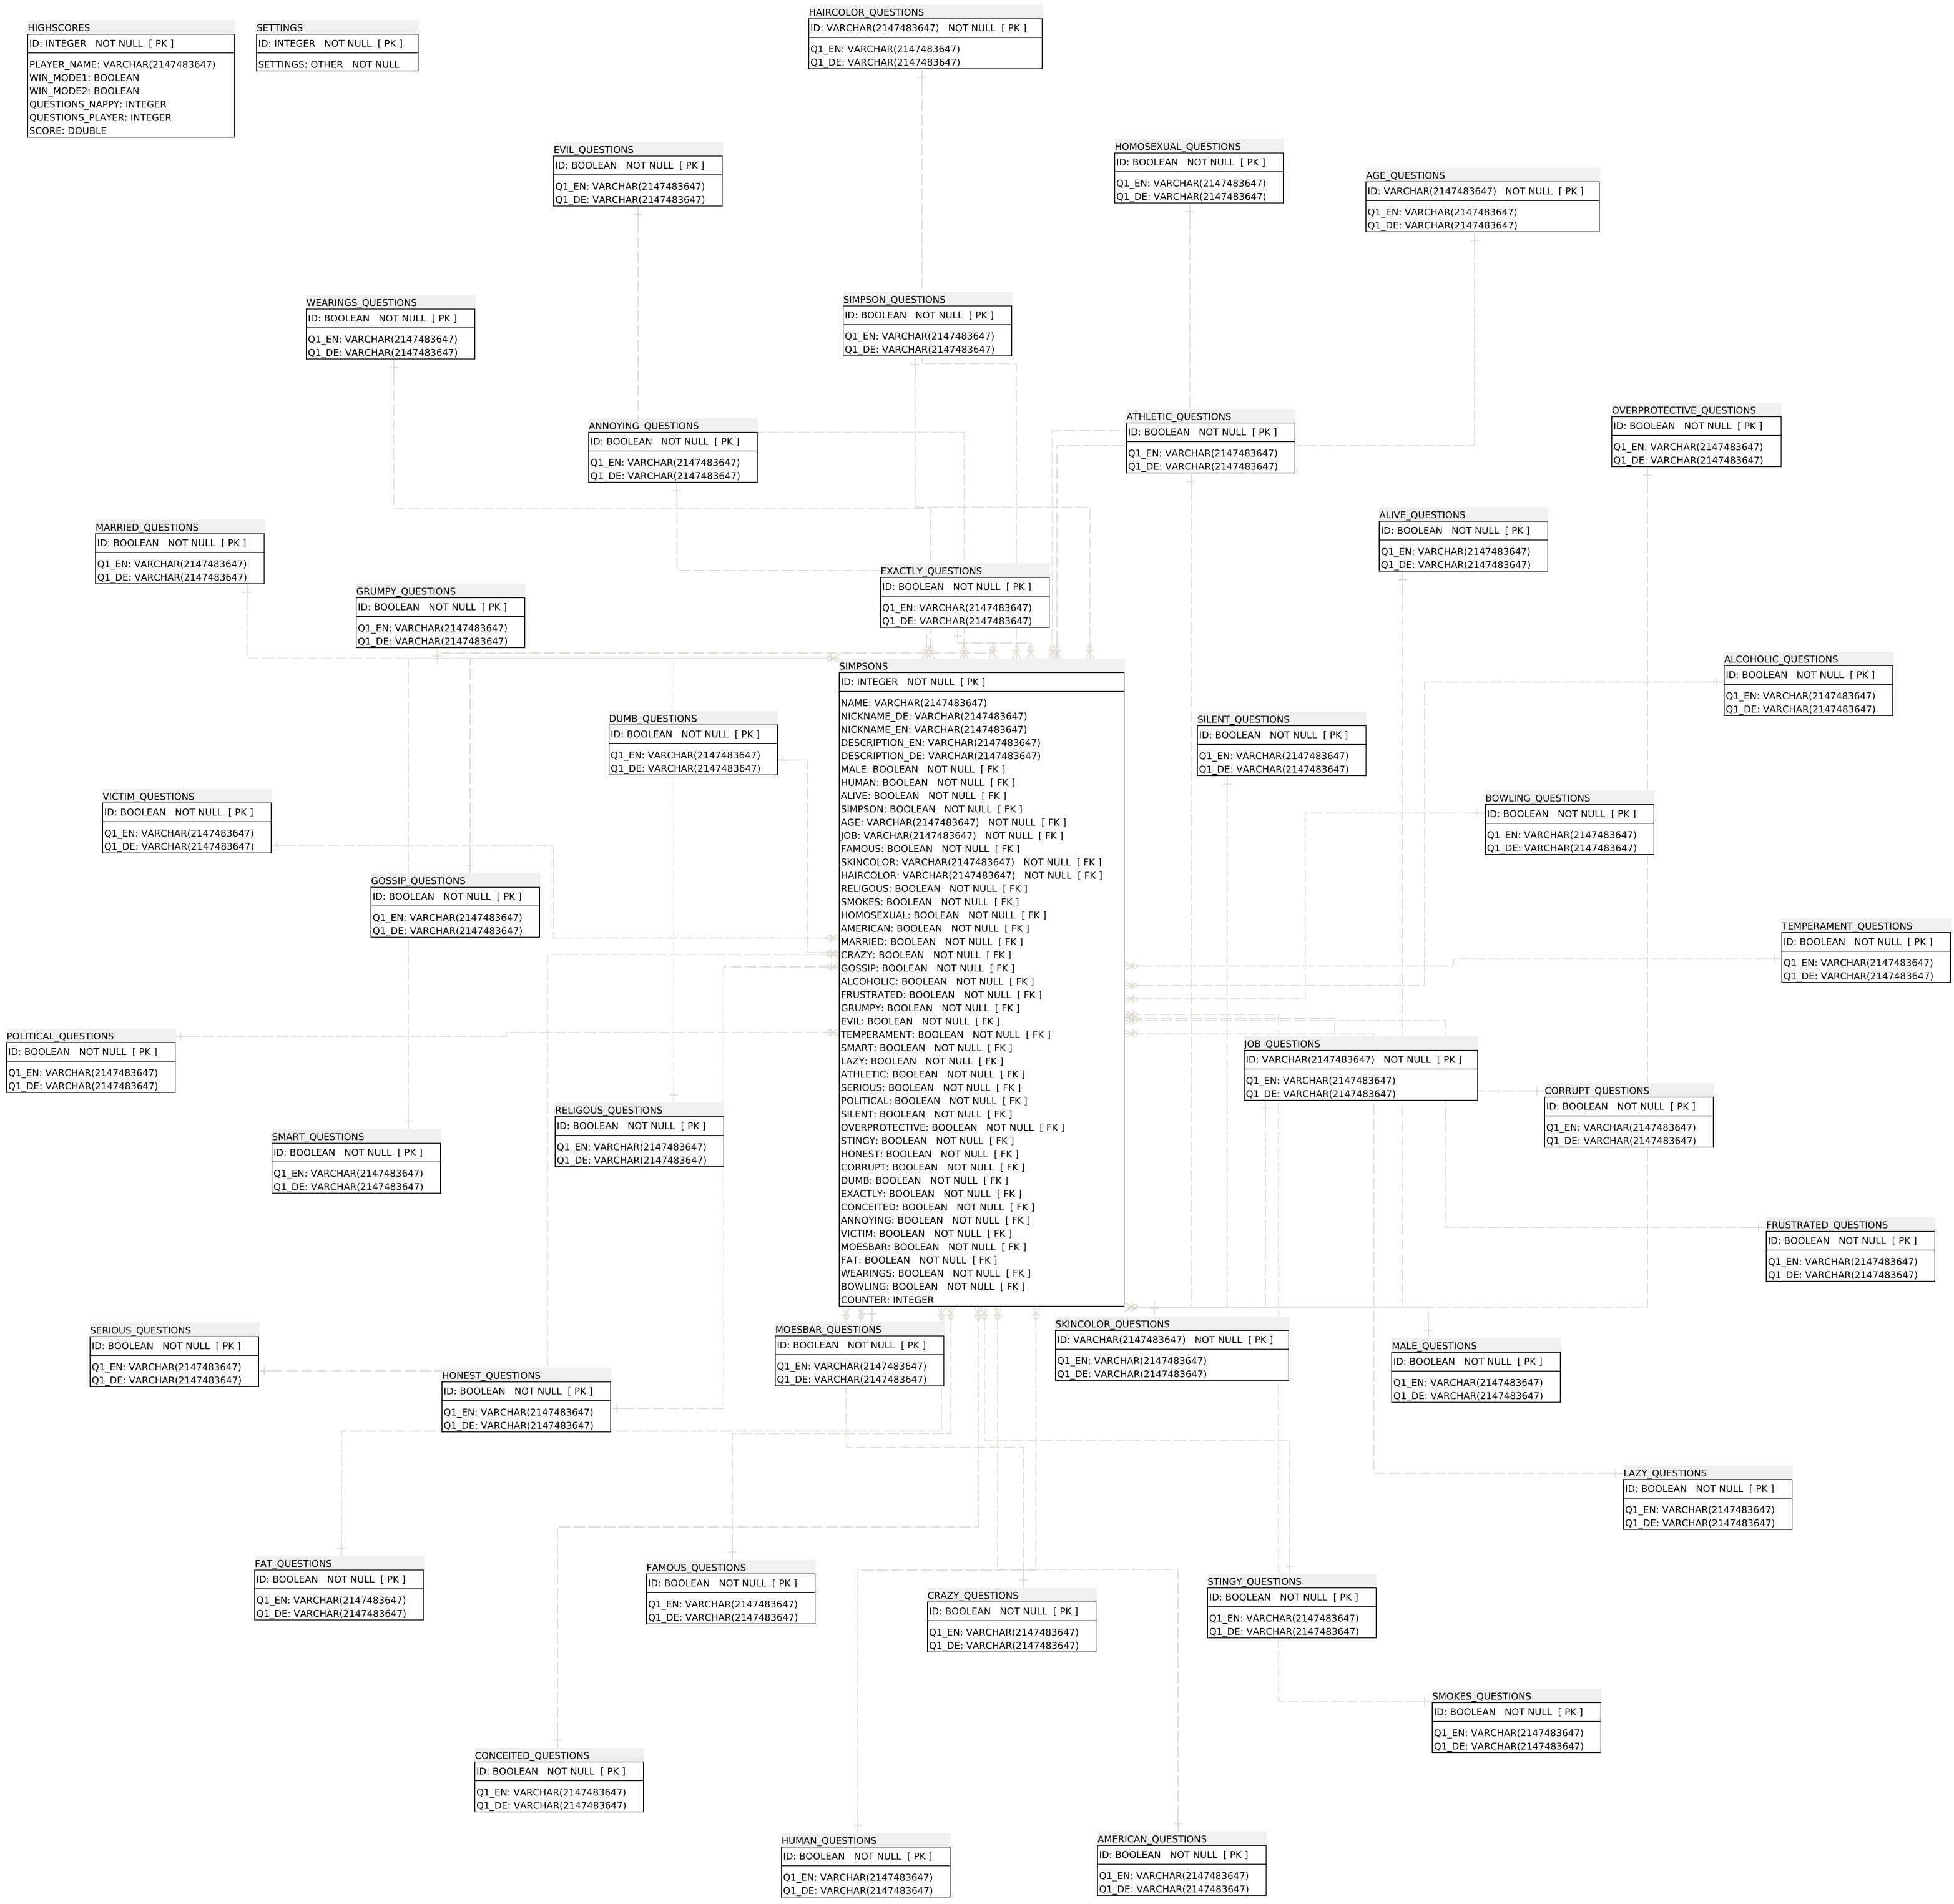 HIGHSCORES
ID: INTEGER   NOT NULL  [ PK ]
PLAYER_NAME: VARCHAR(2147483647)
WIN_MODE1: BOOLEAN
WIN_MODE2: BOOLEAN
QUESTIONS_NAPPY: INTEGER
QUESTIONS_PLAYER: INTEGER
SCORE: DOUBLE
SETTINGS
ID: INTEGER   NOT NULL  [ PK ]
SETTINGS: OTHER   NOT NULL
HAIRCOLOR_QUESTIONS
ID: VARCHAR(2147483647)   NOT NULL  [ PK ]
Q1_EN: VARCHAR(2147483647)
Q1_DE: VARCHAR(2147483647)
EVIL_QUESTIONS
ID: BOOLEAN   NOT NULL  [ PK ]
Q1_EN: VARCHAR(2147483647)
Q1_DE: VARCHAR(2147483647)
HOMOSEXUAL_QUESTIONS
ID: BOOLEAN   NOT NULL  [ PK ]
Q1_EN: VARCHAR(2147483647)
Q1_DE: VARCHAR(2147483647)
AGE_QUESTIONS
ID: VARCHAR(2147483647)   NOT NULL  [ PK ]
Q1_EN: VARCHAR(2147483647)
Q1_DE: VARCHAR(2147483647)
WEARINGS_QUESTIONS
ID: BOOLEAN   NOT NULL  [ PK ]
Q1_EN: VARCHAR(2147483647)
Q1_DE: VARCHAR(2147483647)
SIMPSON_QUESTIONS
ID: BOOLEAN   NOT NULL  [ PK ]
Q1_EN: VARCHAR(2147483647)
Q1_DE: VARCHAR(2147483647)
ANNOYING_QUESTIONS
ID: BOOLEAN   NOT NULL  [ PK ]
Q1_EN: VARCHAR(2147483647)
Q1_DE: VARCHAR(2147483647)
ATHLETIC_QUESTIONS
ID: BOOLEAN   NOT NULL  [ PK ]
Q1_EN: VARCHAR(2147483647)
Q1_DE: VARCHAR(2147483647)
OVERPROTECTIVE_QUESTIONS
ID: BOOLEAN   NOT NULL  [ PK ]
Q1_EN: VARCHAR(2147483647)
Q1_DE: VARCHAR(2147483647)
MARRIED_QUESTIONS
ID: BOOLEAN   NOT NULL  [ PK ]
Q1_EN: VARCHAR(2147483647)
Q1_DE: VARCHAR(2147483647)
ALIVE_QUESTIONS
ID: BOOLEAN   NOT NULL  [ PK ]
Q1_EN: VARCHAR(2147483647)
Q1_DE: VARCHAR(2147483647)
GRUMPY_QUESTIONS
ID: BOOLEAN   NOT NULL  [ PK ]
Q1_EN: VARCHAR(2147483647)
Q1_DE: VARCHAR(2147483647)
EXACTLY_QUESTIONS
ID: BOOLEAN   NOT NULL  [ PK ]
Q1_EN: VARCHAR(2147483647)
Q1_DE: VARCHAR(2147483647)
SIMPSONS
ID: INTEGER   NOT NULL  [ PK ]
NAME: VARCHAR(2147483647)
NICKNAME_DE: VARCHAR(2147483647)
NICKNAME_EN: VARCHAR(2147483647)
DESCRIPTION_EN: VARCHAR(2147483647)
DESCRIPTION_DE: VARCHAR(2147483647)
MALE: BOOLEAN   NOT NULL  [ FK ]
HUMAN: BOOLEAN   NOT NULL  [ FK ]
ALIVE: BOOLEAN   NOT NULL  [ FK ]
SIMPSON: BOOLEAN   NOT NULL  [ FK ]
AGE: VARCHAR(2147483647)   NOT NULL  [ FK ]
JOB: VARCHAR(2147483647)   NOT NULL  [ FK ]
FAMOUS: BOOLEAN   NOT NULL  [ FK ]
SKINCOLOR: VARCHAR(2147483647)   NOT NULL  [ FK ]
HAIRCOLOR: VARCHAR(2147483647)   NOT NULL  [ FK ]
RELIGOUS: BOOLEAN   NOT NULL  [ FK ]
SMOKES: BOOLEAN   NOT NULL  [ FK ]
HOMOSEXUAL: BOOLEAN   NOT NULL  [ FK ]
AMERICAN: BOOLEAN   NOT NULL  [ FK ]
MARRIED: BOOLEAN   NOT NULL  [ FK ]
CRAZY: BOOLEAN   NOT NULL  [ FK ]
GOSSIP: BOOLEAN   NOT NULL  [ FK ]
ALCOHOLIC: BOOLEAN   NOT NULL  [ FK ]
FRUSTRATED: BOOLEAN   NOT NULL  [ FK ]
GRUMPY: BOOLEAN   NOT NULL  [ FK ]
EVIL: BOOLEAN   NOT NULL  [ FK ]
TEMPERAMENT: BOOLEAN   NOT NULL  [ FK ]
SMART: BOOLEAN   NOT NULL  [ FK ]
LAZY: BOOLEAN   NOT NULL  [ FK ]
ATHLETIC: BOOLEAN   NOT NULL  [ FK ]
SERIOUS: BOOLEAN   NOT NULL  [ FK ]
POLITICAL: BOOLEAN   NOT NULL  [ FK ]
SILENT: BOOLEAN   NOT NULL  [ FK ]
OVERPROTECTIVE: BOOLEAN   NOT NULL  [ FK ]
STINGY: BOOLEAN   NOT NULL  [ FK ]
HONEST: BOOLEAN   NOT NULL  [ FK ]
CORRUPT: BOOLEAN   NOT NULL  [ FK ]
DUMB: BOOLEAN   NOT NULL  [ FK ]
EXACTLY: BOOLEAN   NOT NULL  [ FK ]
CONCEITED: BOOLEAN   NOT NULL  [ FK ]
ANNOYING: BOOLEAN   NOT NULL  [ FK ]
VICTIM: BOOLEAN   NOT NULL  [ FK ]
MOESBAR: BOOLEAN   NOT NULL  [ FK ]
FAT: BOOLEAN   NOT NULL  [ FK ]
WEARINGS: BOOLEAN   NOT NULL  [ FK ]
BOWLING: BOOLEAN   NOT NULL  [ FK ]
COUNTER: INTEGER
ALCOHOLIC_QUESTIONS
ID: BOOLEAN   NOT NULL  [ PK ]
Q1_EN: VARCHAR(2147483647)
Q1_DE: VARCHAR(2147483647)
DUMB_QUESTIONS
ID: BOOLEAN   NOT NULL  [ PK ]
Q1_EN: VARCHAR(2147483647)
Q1_DE: VARCHAR(2147483647)
SILENT_QUESTIONS
ID: BOOLEAN   NOT NULL  [ PK ]
Q1_EN: VARCHAR(2147483647)
Q1_DE: VARCHAR(2147483647)
VICTIM_QUESTIONS
ID: BOOLEAN   NOT NULL  [ PK ]
Q1_EN: VARCHAR(2147483647)
Q1_DE: VARCHAR(2147483647)
BOWLING_QUESTIONS
ID: BOOLEAN   NOT NULL  [ PK ]
Q1_EN: VARCHAR(2147483647)
Q1_DE: VARCHAR(2147483647)
GOSSIP_QUESTIONS
ID: BOOLEAN   NOT NULL  [ PK ]
Q1_EN: VARCHAR(2147483647)
Q1_DE: VARCHAR(2147483647)
TEMPERAMENT_QUESTIONS
ID: BOOLEAN   NOT NULL  [ PK ]
Q1_EN: VARCHAR(2147483647)
Q1_DE: VARCHAR(2147483647)
POLITICAL_QUESTIONS
ID: BOOLEAN   NOT NULL  [ PK ]
Q1_EN: VARCHAR(2147483647)
Q1_DE: VARCHAR(2147483647)
JOB_QUESTIONS
ID: VARCHAR(2147483647)   NOT NULL  [ PK ]
Q1_EN: VARCHAR(2147483647)
Q1_DE: VARCHAR(2147483647)
CORRUPT_QUESTIONS
ID: BOOLEAN   NOT NULL  [ PK ]
Q1_EN: VARCHAR(2147483647)
Q1_DE: VARCHAR(2147483647)
RELIGOUS_QUESTIONS
ID: BOOLEAN   NOT NULL  [ PK ]
Q1_EN: VARCHAR(2147483647)
Q1_DE: VARCHAR(2147483647)
SMART_QUESTIONS
ID: BOOLEAN   NOT NULL  [ PK ]
Q1_EN: VARCHAR(2147483647)
Q1_DE: VARCHAR(2147483647)
FRUSTRATED_QUESTIONS
ID: BOOLEAN   NOT NULL  [ PK ]
Q1_EN: VARCHAR(2147483647)
Q1_DE: VARCHAR(2147483647)
SERIOUS_QUESTIONS
ID: BOOLEAN   NOT NULL  [ PK ]
Q1_EN: VARCHAR(2147483647)
Q1_DE: VARCHAR(2147483647)
MOESBAR_QUESTIONS
ID: BOOLEAN   NOT NULL  [ PK ]
Q1_EN: VARCHAR(2147483647)
Q1_DE: VARCHAR(2147483647)
SKINCOLOR_QUESTIONS
ID: VARCHAR(2147483647)   NOT NULL  [ PK ]
Q1_EN: VARCHAR(2147483647)
Q1_DE: VARCHAR(2147483647)
MALE_QUESTIONS
ID: BOOLEAN   NOT NULL  [ PK ]
Q1_EN: VARCHAR(2147483647)
Q1_DE: VARCHAR(2147483647)
HONEST_QUESTIONS
ID: BOOLEAN   NOT NULL  [ PK ]
Q1_EN: VARCHAR(2147483647)
Q1_DE: VARCHAR(2147483647)
LAZY_QUESTIONS
ID: BOOLEAN   NOT NULL  [ PK ]
Q1_EN: VARCHAR(2147483647)
Q1_DE: VARCHAR(2147483647)
FAT_QUESTIONS
ID: BOOLEAN   NOT NULL  [ PK ]
Q1_EN: VARCHAR(2147483647)
Q1_DE: VARCHAR(2147483647)
FAMOUS_QUESTIONS
ID: BOOLEAN   NOT NULL  [ PK ]
Q1_EN: VARCHAR(2147483647)
Q1_DE: VARCHAR(2147483647)
CRAZY_QUESTIONS
ID: BOOLEAN   NOT NULL  [ PK ]
Q1_EN: VARCHAR(2147483647)
Q1_DE: VARCHAR(2147483647)
STINGY_QUESTIONS
ID: BOOLEAN   NOT NULL  [ PK ]
Q1_EN: VARCHAR(2147483647)
Q1_DE: VARCHAR(2147483647)
SMOKES_QUESTIONS
ID: BOOLEAN   NOT NULL  [ PK ]
Q1_EN: VARCHAR(2147483647)
Q1_DE: VARCHAR(2147483647)
CONCEITED_QUESTIONS
ID: BOOLEAN   NOT NULL  [ PK ]
Q1_EN: VARCHAR(2147483647)
Q1_DE: VARCHAR(2147483647)
HUMAN_QUESTIONS
ID: BOOLEAN   NOT NULL  [ PK ]
Q1_EN: VARCHAR(2147483647)
Q1_DE: VARCHAR(2147483647)
AMERICAN_QUESTIONS
ID: BOOLEAN   NOT NULL  [ PK ]
Q1_EN: VARCHAR(2147483647)
Q1_DE: VARCHAR(2147483647)